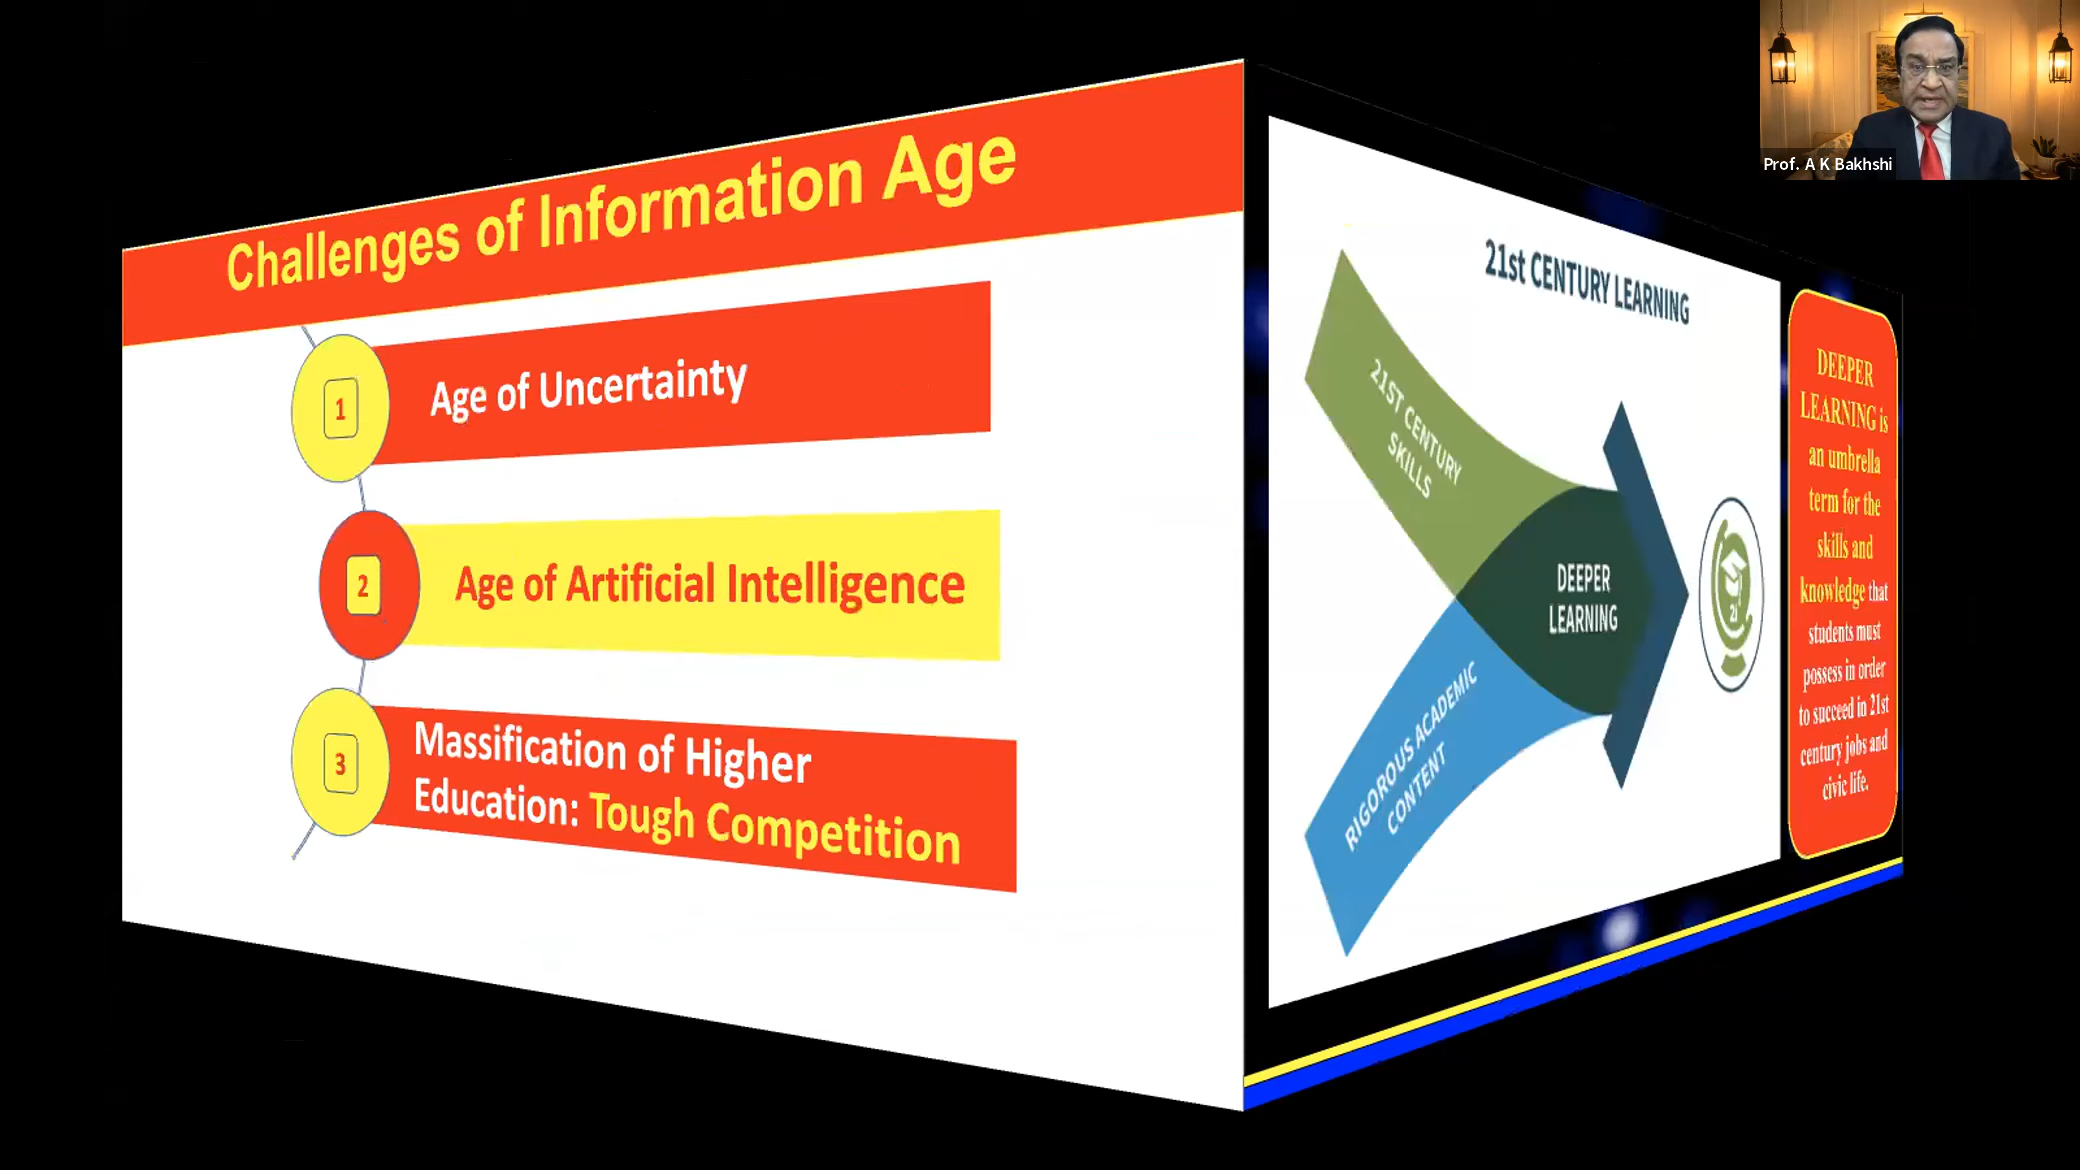 Challenges of Information Age
1
Age of Uncertainty
2
Age of Artificial Intelligence
3
Massification of Higher
Education: Tough Competition
21st CENTURY LEARNING
21ST CENTURY
SKILLS
DEEPER
LEARNING
RIGOROUS ACADEMIC
CONTENT
21
DEEPER
LEARNING is
an umbrella
term for the
skills and
knowledge that
students must
possess in order
to succeed in 21st
century jobs and
civic life.
Prof. A K Bakhshi